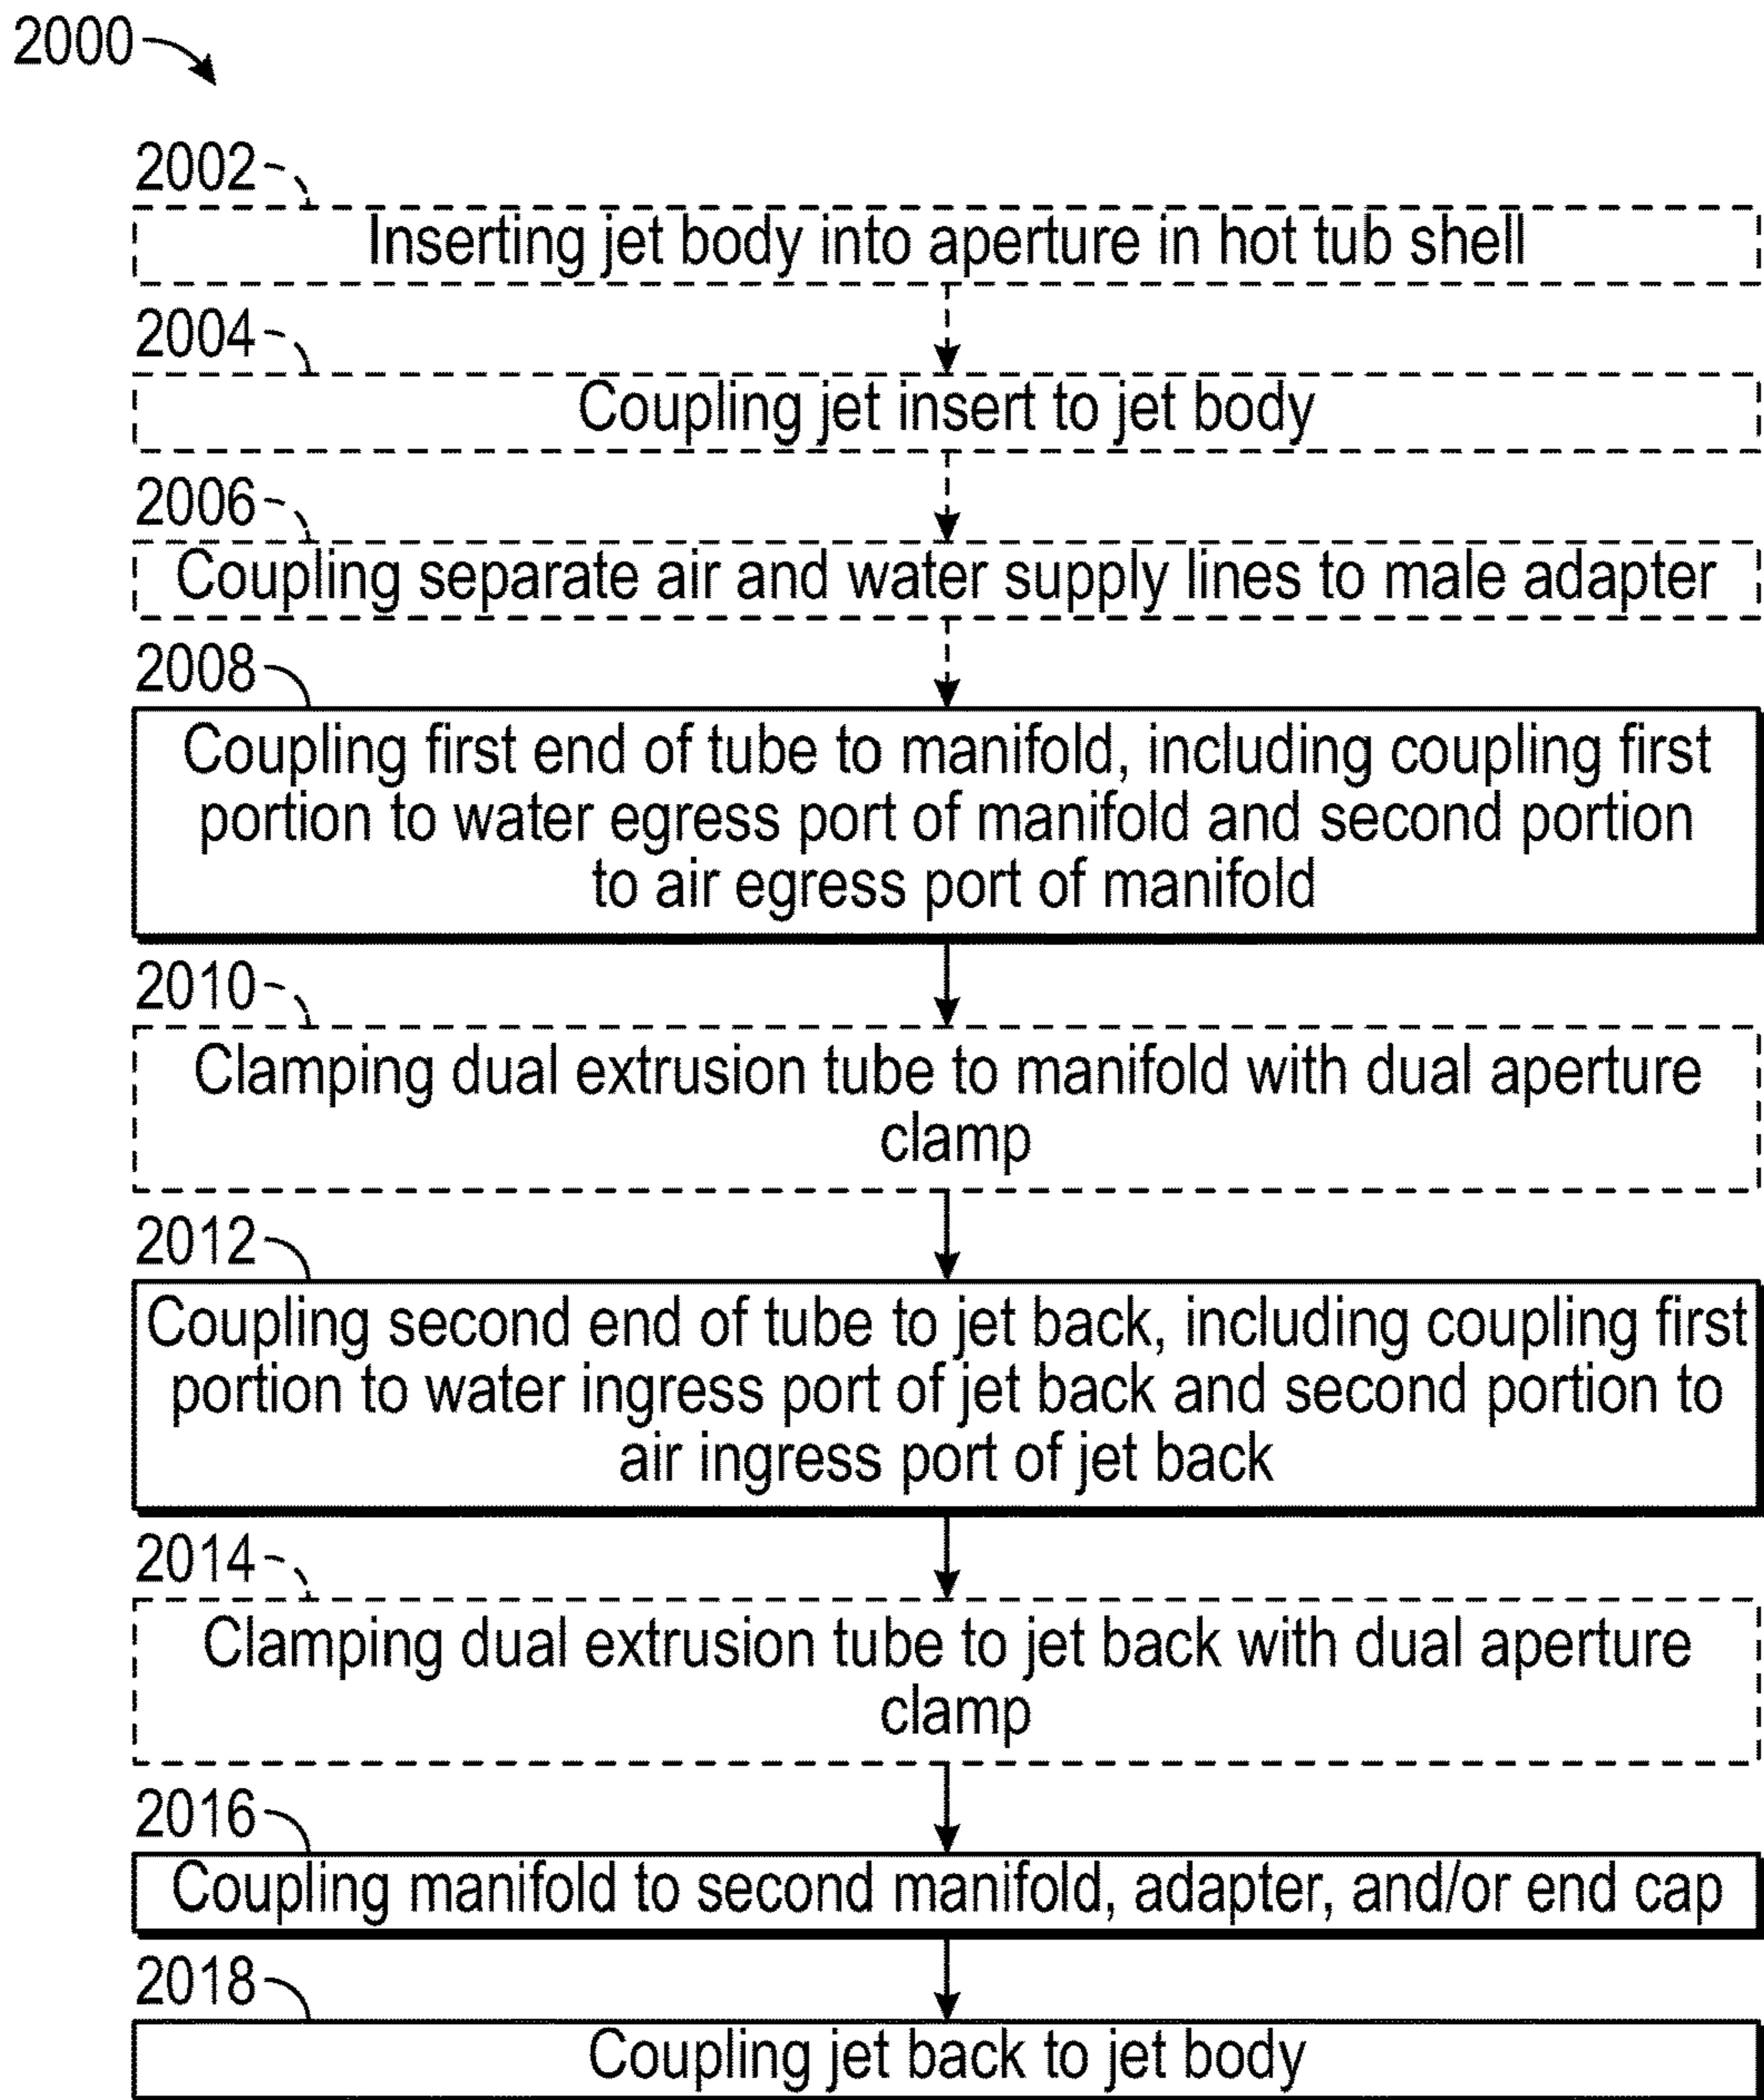 2000
2002
Inserting jet body into aperture in hot tub shell
2004
Coupling jet insert to jet body
2006
Coupling separate air and water supply lines to male adapter
2008
Coupling first end of tube to manifold, including coupling first
portion to water egress port of manifold and second portion
to air egress port of manifold
2010
Clamping dual extrusion tube to manifold with dual aperture
clamp
2012
Coupling second end of tube to jet back, including coupling first
portion to water ingress port of jet back and second portion to
air ingress port of jet back
2014
Clamping dual extrusion tube to jet back with dual aperture
clamp
2016
Coupling manifold to second manifold, adapter, and/or end cap
2018
Coupling jet back to jet body